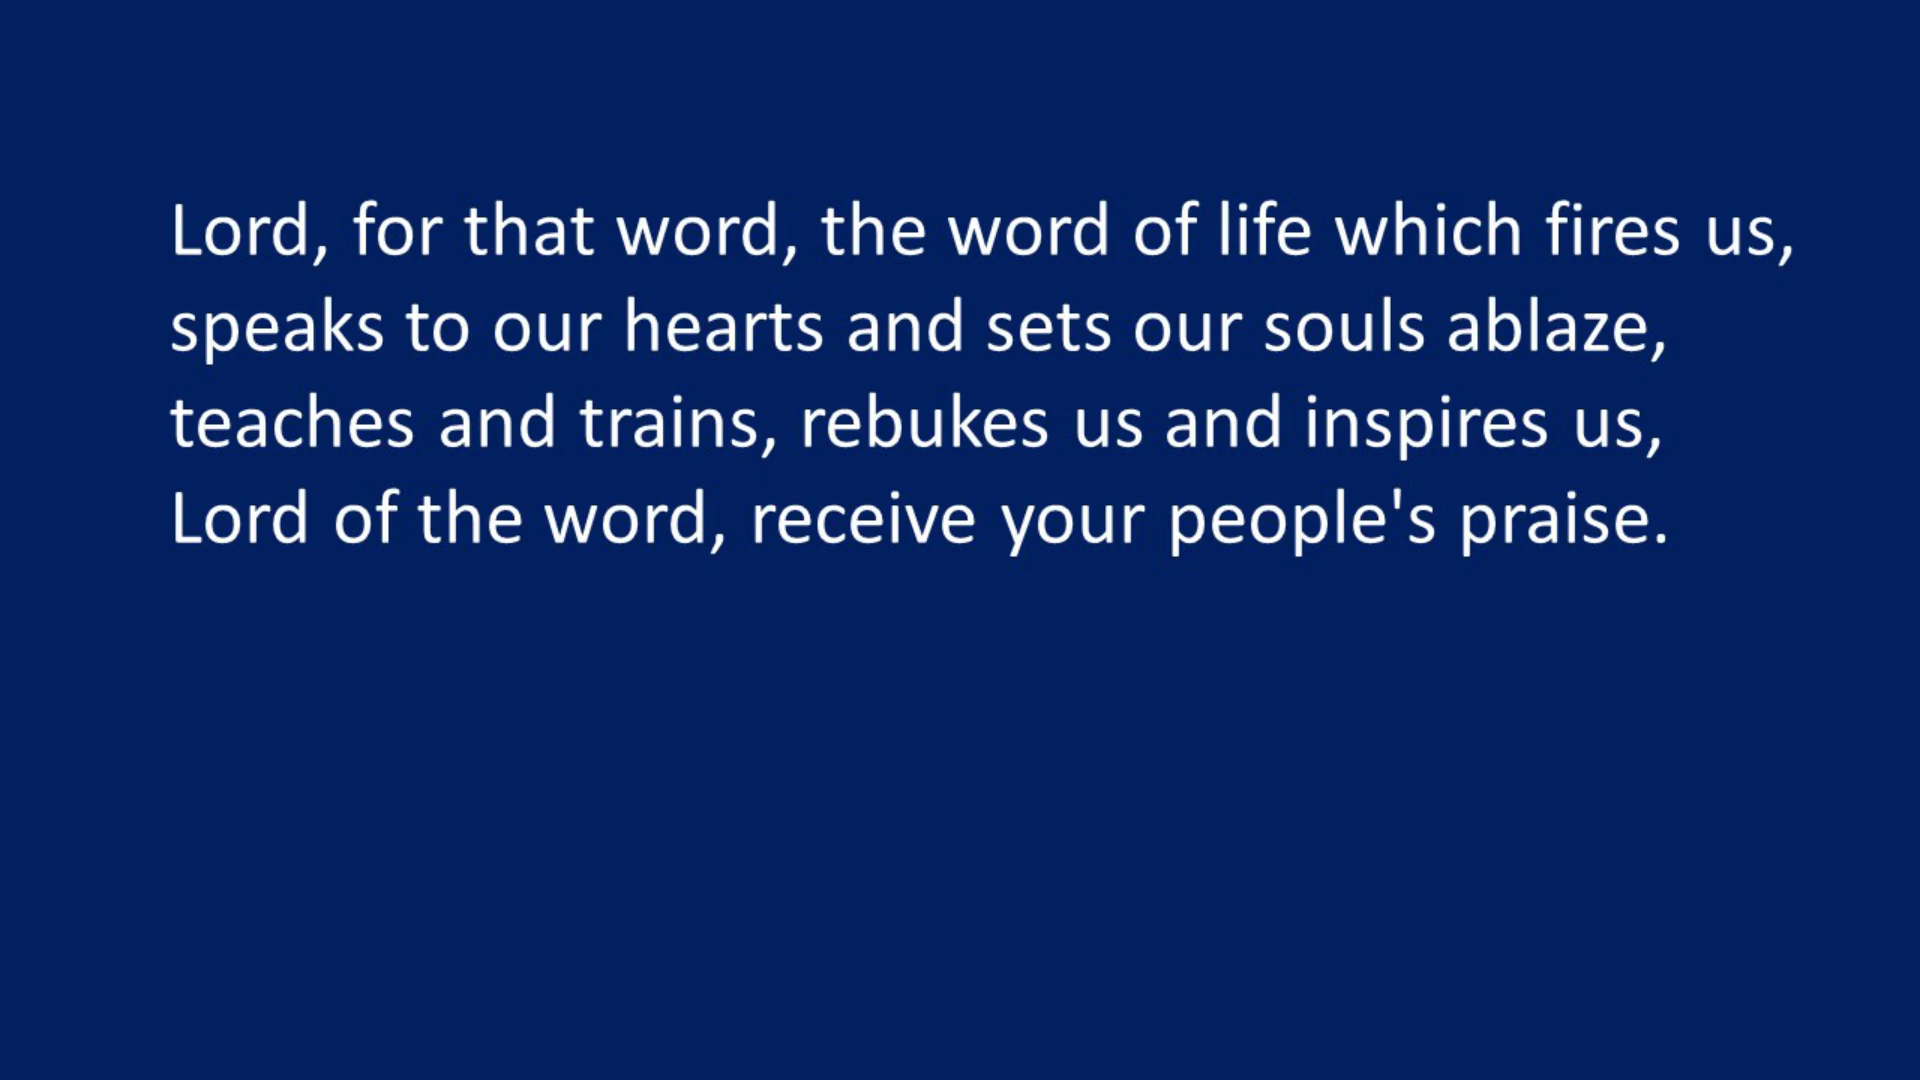 Lord, for that word, the word of life which fires us,
speaks to our hearts and sets our souls ablaze,
teaches and trains, rebukes us and inspires us,
Lord of the word, receive your people's praise.